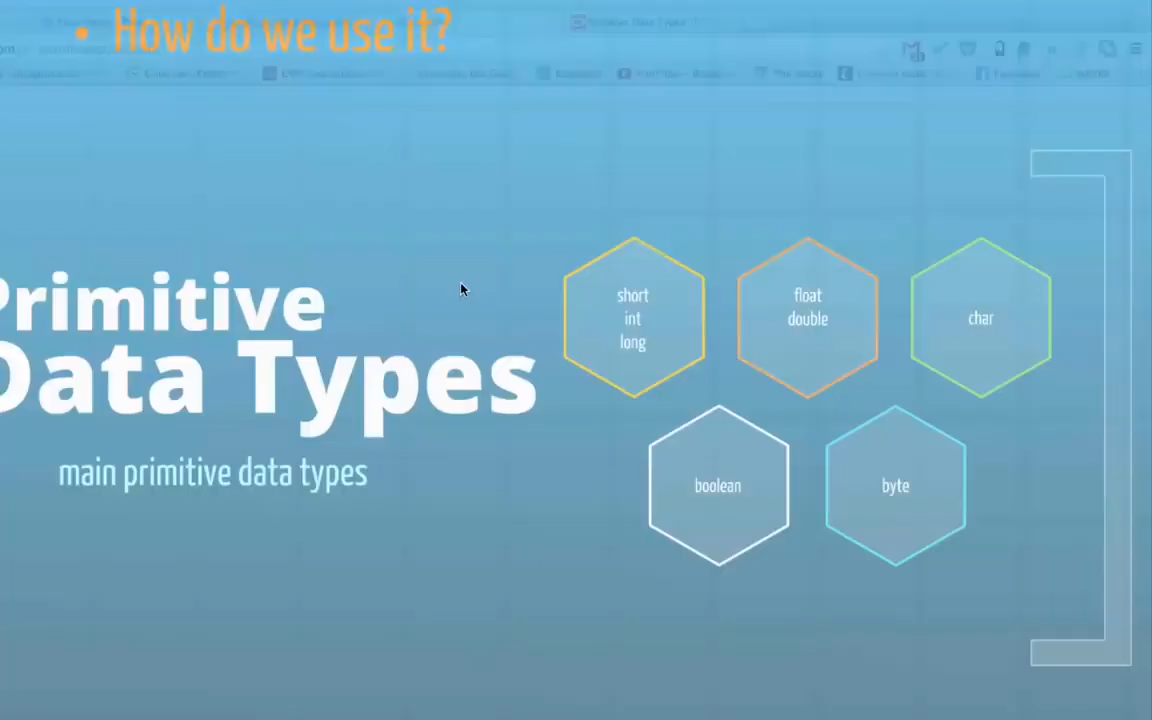 • How do we use it?
Primitive
Data Types
main primitive data types
short
int
long
float
double
char
boolean
byte